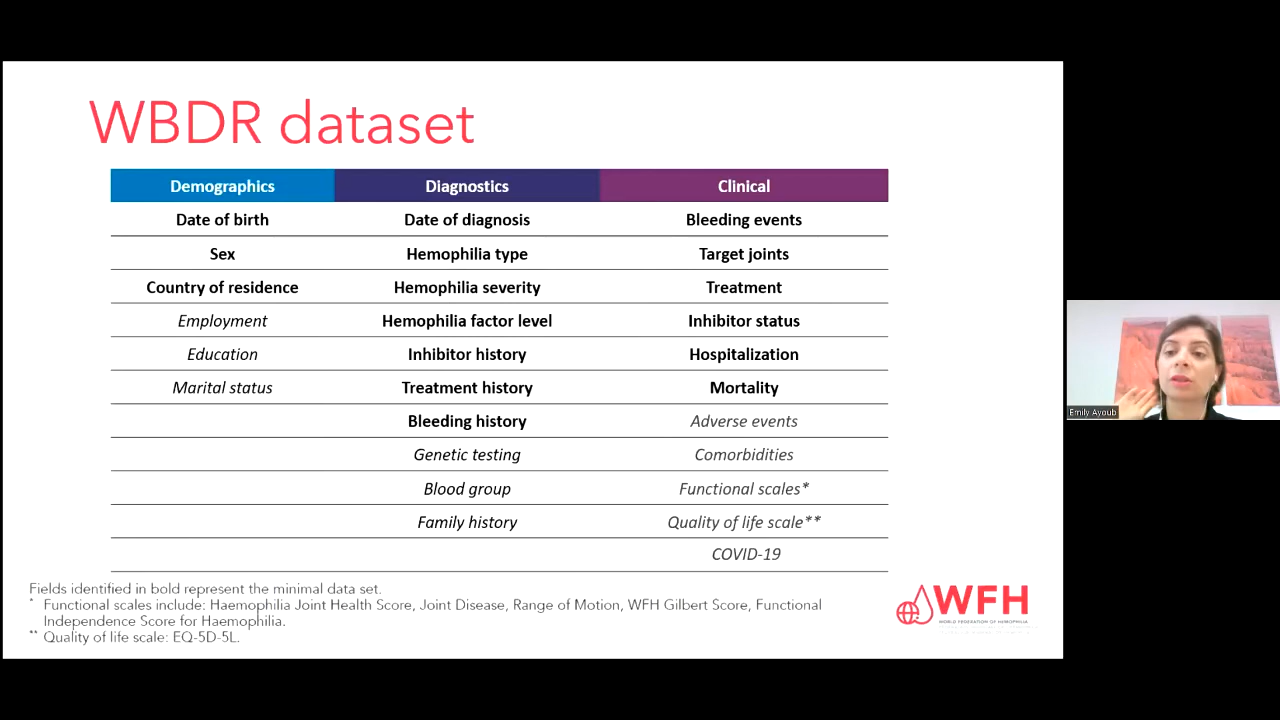 WBDR dataset
Demographics Diagnostics Clinical
Date of birth Date of diagnosis Bleeding events
Sex Hemophilia type Target joints
Country of residence Hemophilia severity Treatment
Employment Hemophilia factor level Inhibitor status
Education Inhibitor history Hospitalization
Marital status Treatment history Mortality
Bleeding history Adverse events
Genetic testing Comorbidities
Blood group Functional scales*
Family history Quality of life scale**
COVID-19
Fields identified in bold represent the minimal data set.
* Functional scales include: Haemophilia Joint Health Score, Joint Disease, Range of Motion, WFH Gilbert Score, Functional
Independence Score for Haemophilia.
** Quality of life scale: EQ-5D-5L.
WFH
WORLD FEDERATION OF HEMOPHILIA
Emily Ayoub